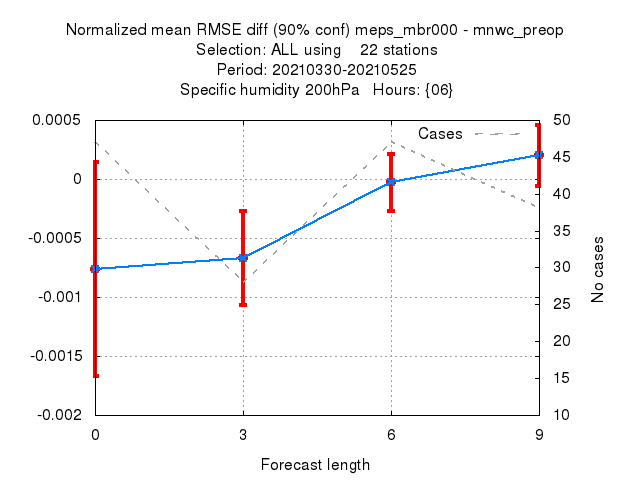 Normalized mean RMSE diff (90% conf) meps_mbr000 - mnwc_preop
Selection: ALL using    22 stations
Period: 20210330-20210525
Specific humidity 200hPa   Hours: {06}
Cases
0.0005
0
-0.0005
-0.001
-0.0015
-0.002
50
45
40
35
30
25
20
15
10
No cases
0 3 6 9
Forecast length